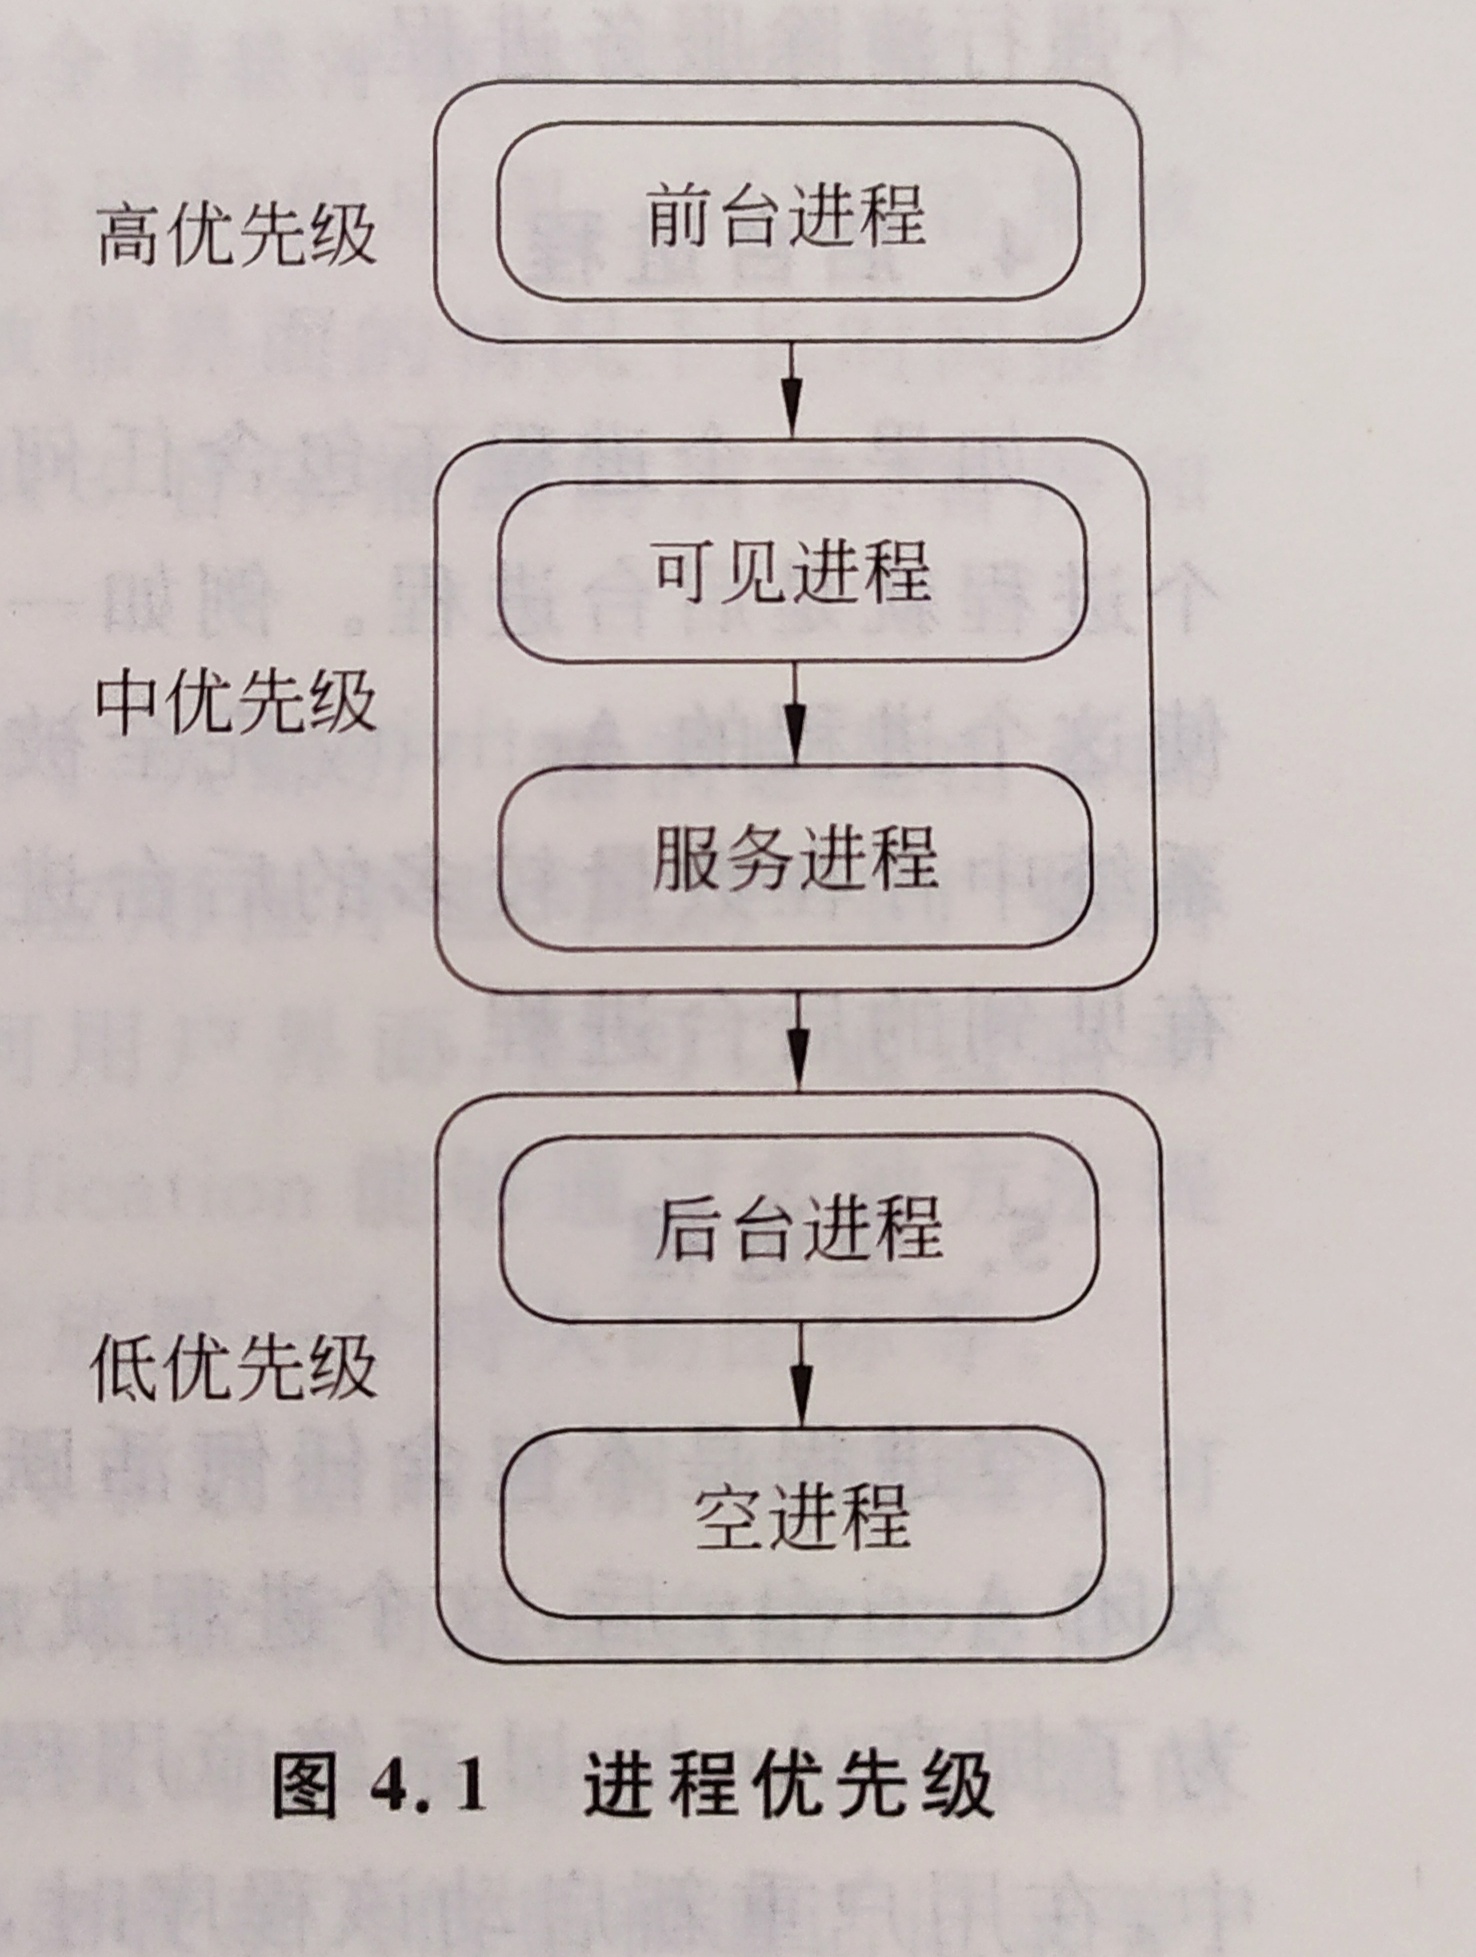 高优先级
前台进程
可见进程
中优先级
服务进程
后台进程
低优先级
空进程
图 4.1 进程优先级